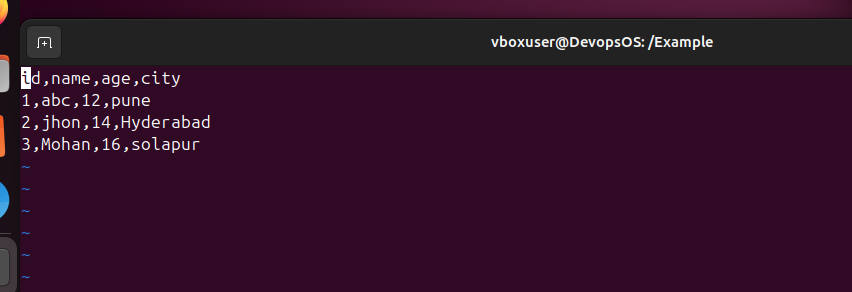 vboxuser@DevopsOS: /Example
id,name,age,city
1,abc,12,pune
2,jhon,14,Hyderabad
3,Mohan,16,solapur
~
~
~
~
~
~